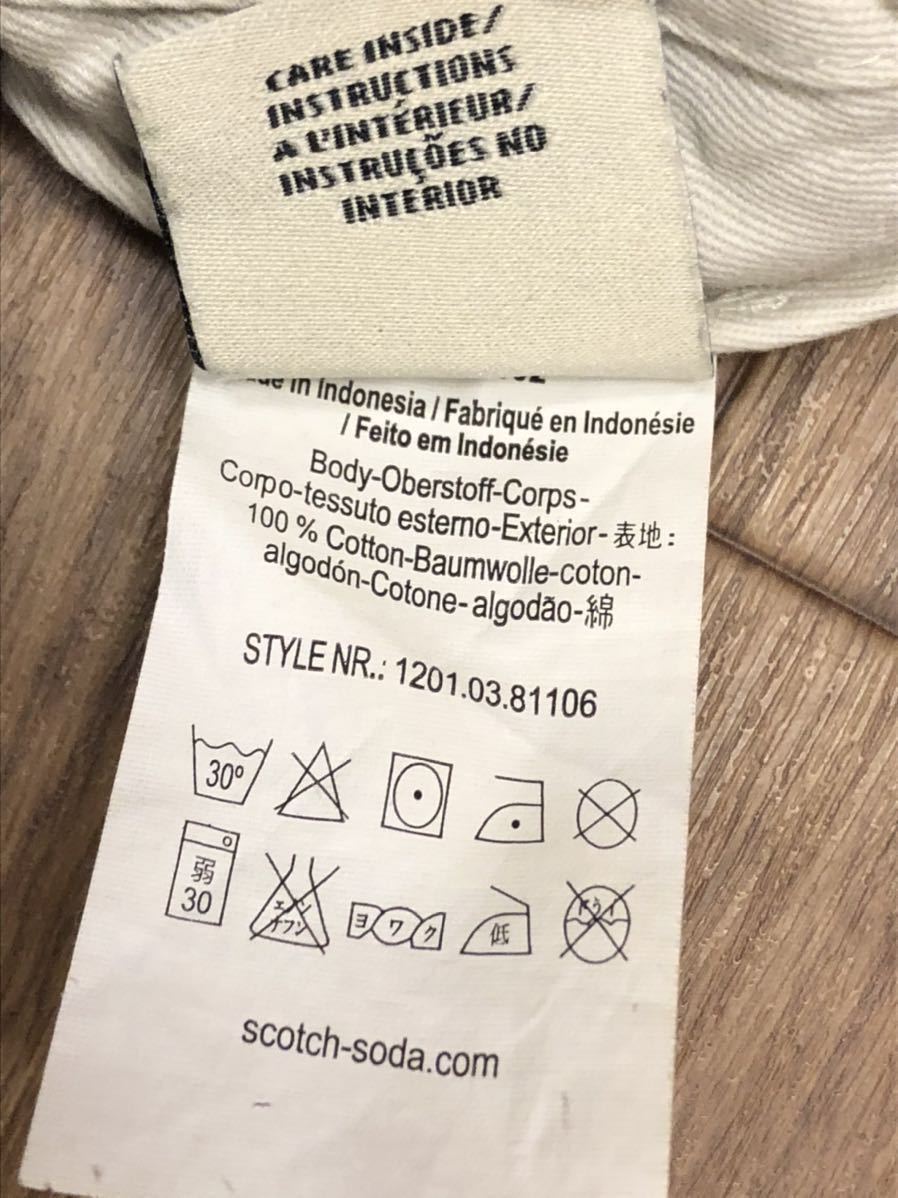 CARE INSIDE/
INSTRUCTIONS
A L'INTÉRIEUR/
INSTRUÇÕES NO
INTERIOR
in Indonesia / Fabriqué en Indonésie
/ Feito em Indonésie
Body-Oberstoff-Corps-
Corpo-tessuto esterno-Exterior-表地:
100 % Cotton-Baumwolle-coton-
algodón-Cotone-algodão-綿
STYLE NR.: 1201.03.81106
30º
弱
30
エンソ
サラシ
ヨワク
低
ドライ
scotch-soda.com